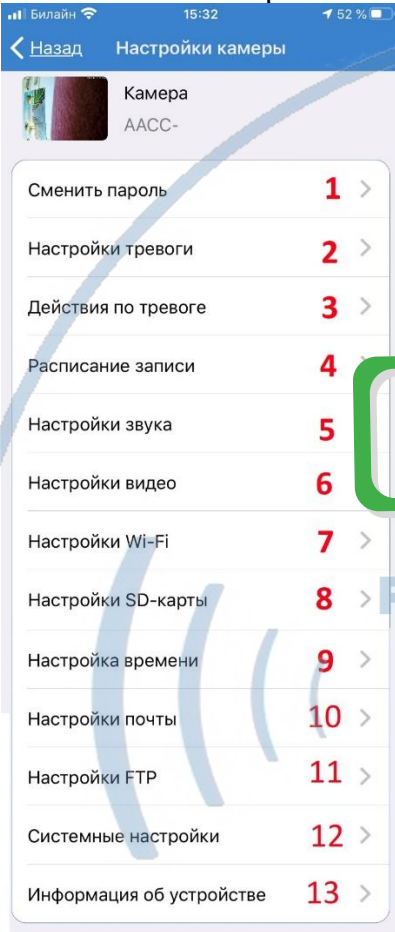 Билайн 15:32 52 %
Назад Настройки камеры
Камера
AACC-
Сменить пароль 1
Настройки тревоги 2
Действия по тревоге 3
Расписание записи 4
Настройки звука 5
Настройки видео 6
Настройки Wi-Fi 7
Настройки SD-карты 8
Настройка времени 9
Настройки почты 10
Настройки FTP 11
Системные настройки 12
Информация об устройстве 13